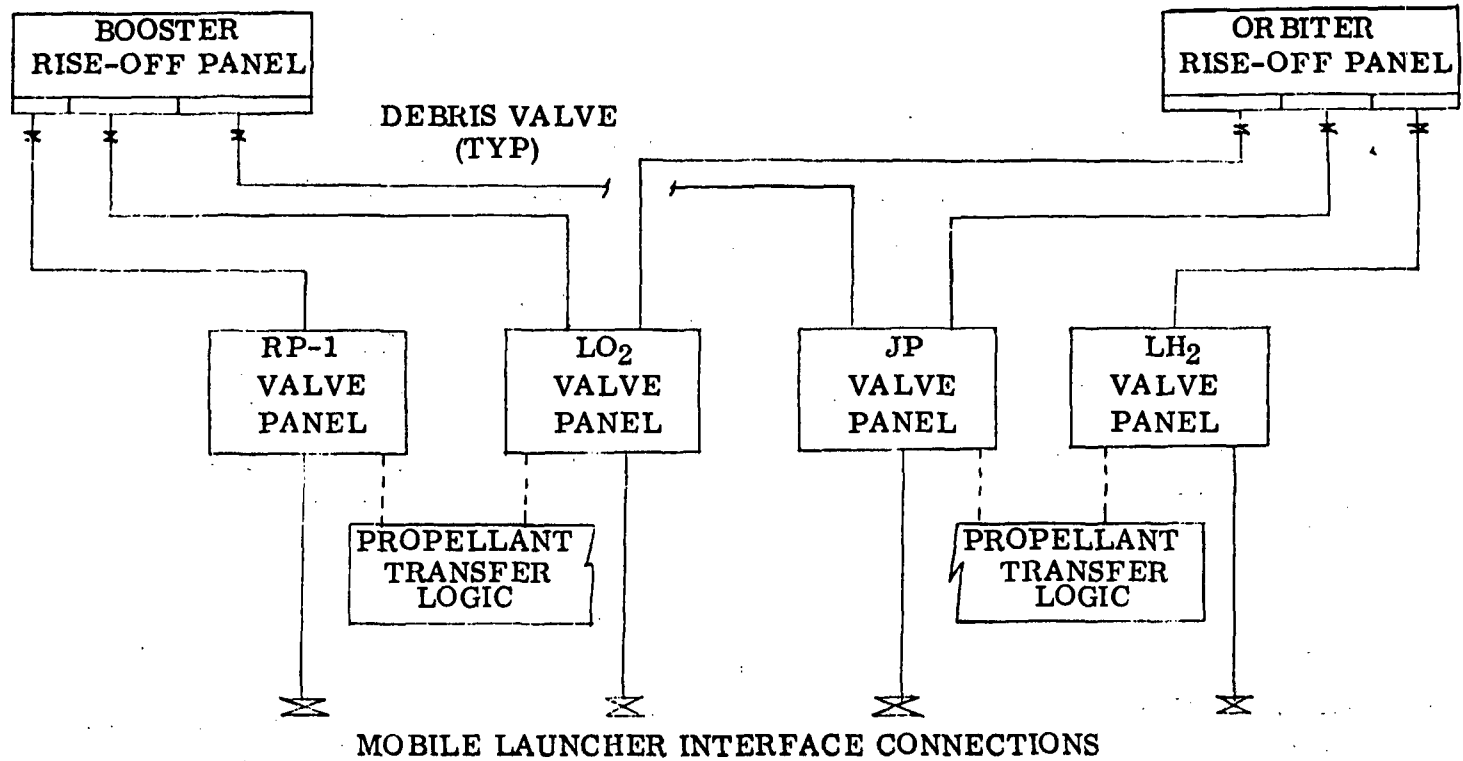 BOOSTER
RISE-OFF PANEL
ORBITER
RISE-OFF PANEL
DEBRIS VALVE
(TYP)
RP-1
VALVE
PANEL
LO2
VALVE
PANEL
JP
VALVE
PANEL
LH2
VALVE
PANEL
PROPELLANT
TRANSFER
LOGIC
PROPELLANT
TRANSFER
LOGIC
MOBILE LAUNCHER INTERFACE CONNECTIONS